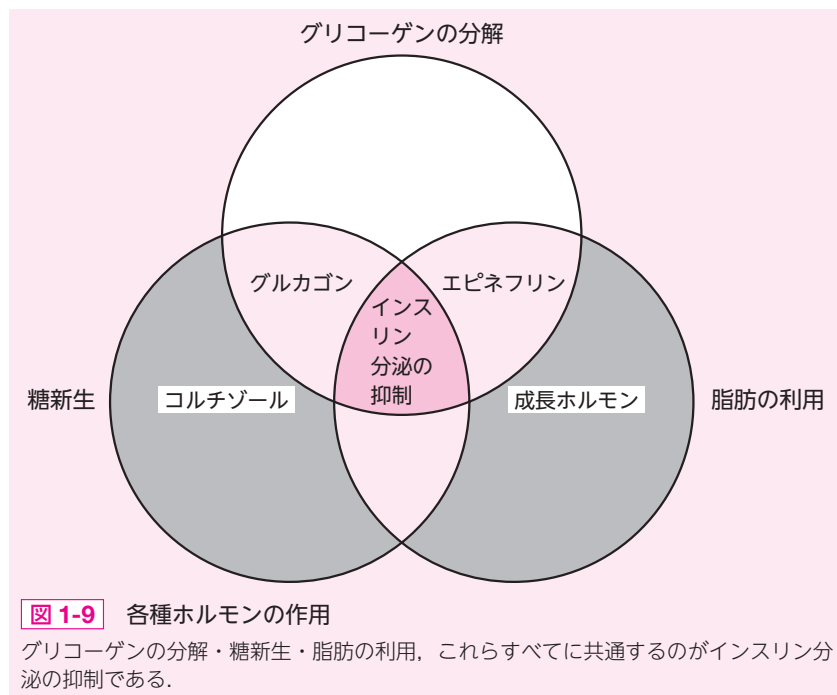 グリコーゲンの分解
グルカゴン
エピネフリン
インス
リン
分泌の
抑制
糖新生
コルチゾール
成長ホルモン
脂肪の利用
図 1-9 各種ホルモンの作用
グリコーゲンの分解・糖新生・脂肪の利用,これらすべてに共通するのがインスリン分
泌の抑制である.